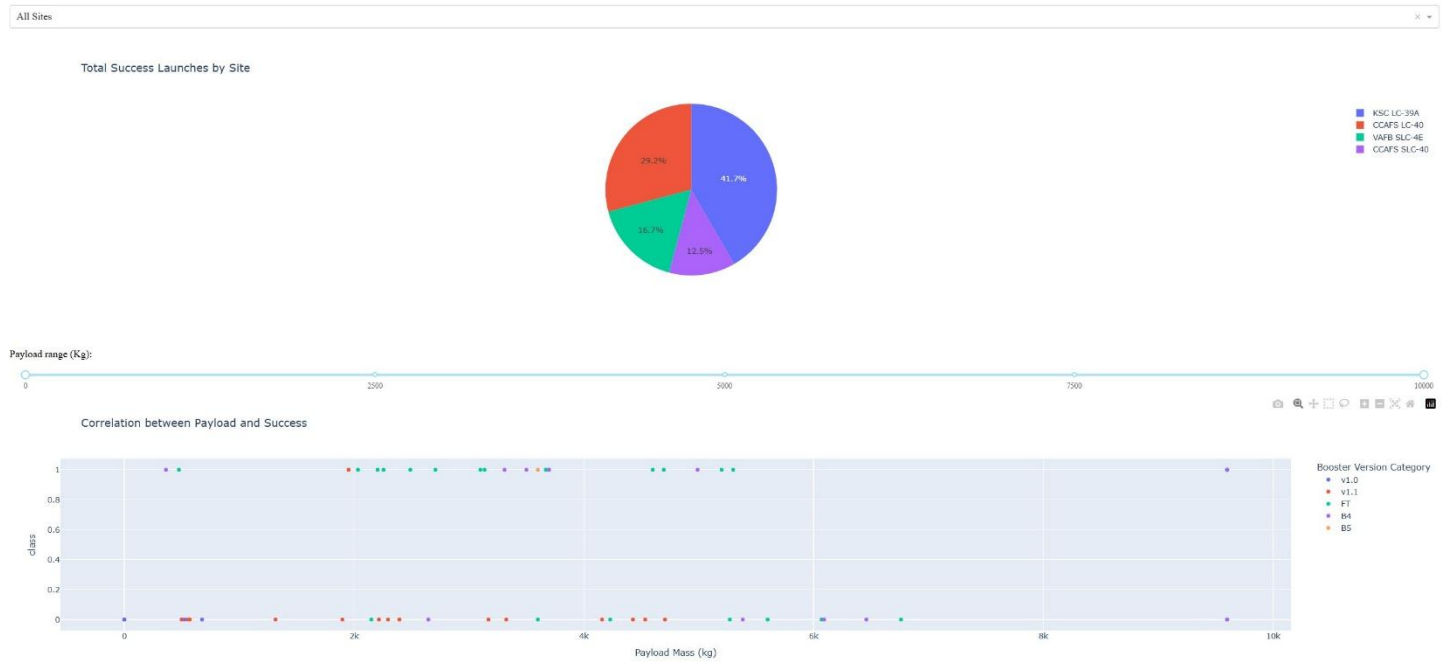 All Sites
Total Success Launches by Site
KSC LC-39A
CCAFS LC-40
VAFB SLC-4E
CCAFS SLC-40
29.2%
41.7%
16.7%
12.5%
Payload range (Kg):
0 2500 5000 7500 10000
Correlation between Payload and Success
Booster Version Category
v1.0
v1.1
FT
B4
B5
1
0.8
0.6
0.4
0.2
0
class
0 2k 4k 6k 8k 10k
Payload Mass (kg)